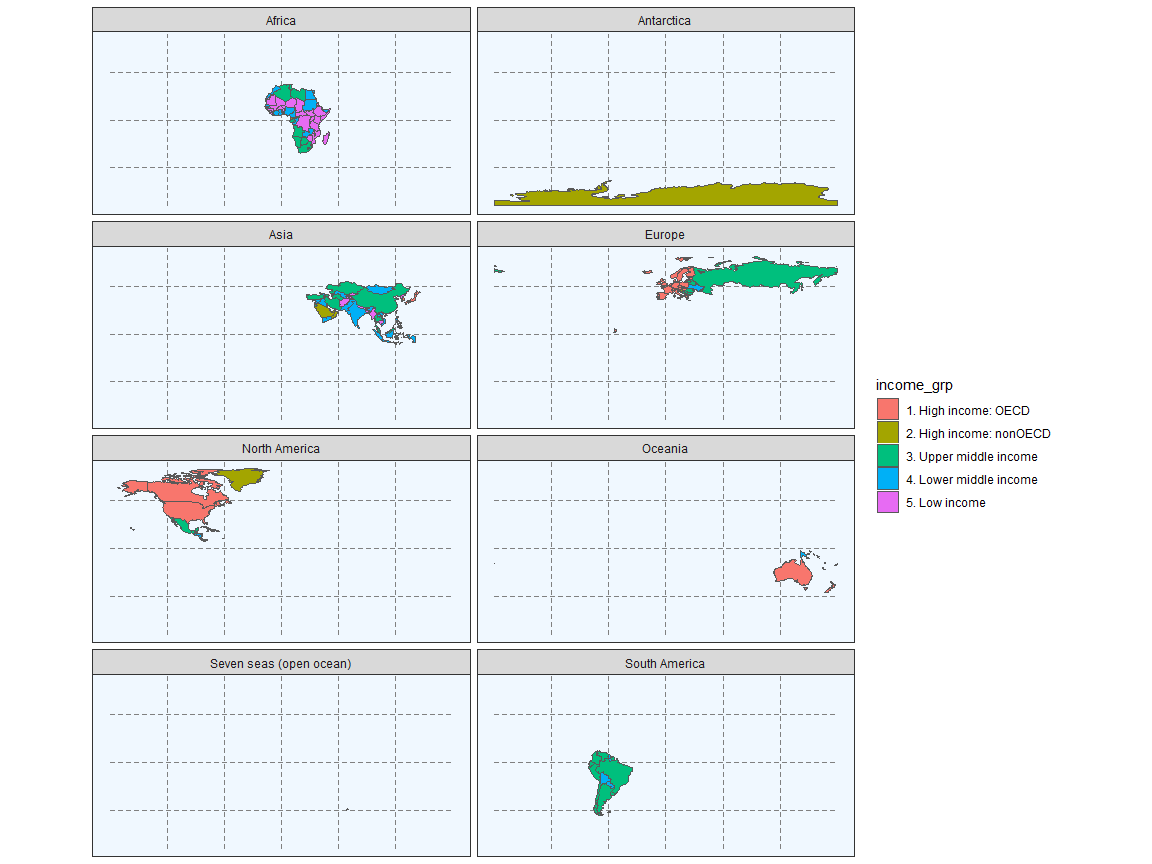 Africa
Antarctica
Asia
Europe
North America
Oceania
Seven seas (open ocean)
South America
income_grp
1. High income: OECD
2. High income: nonOECD
3. Upper middle income
4. Lower middle income
5. Low income